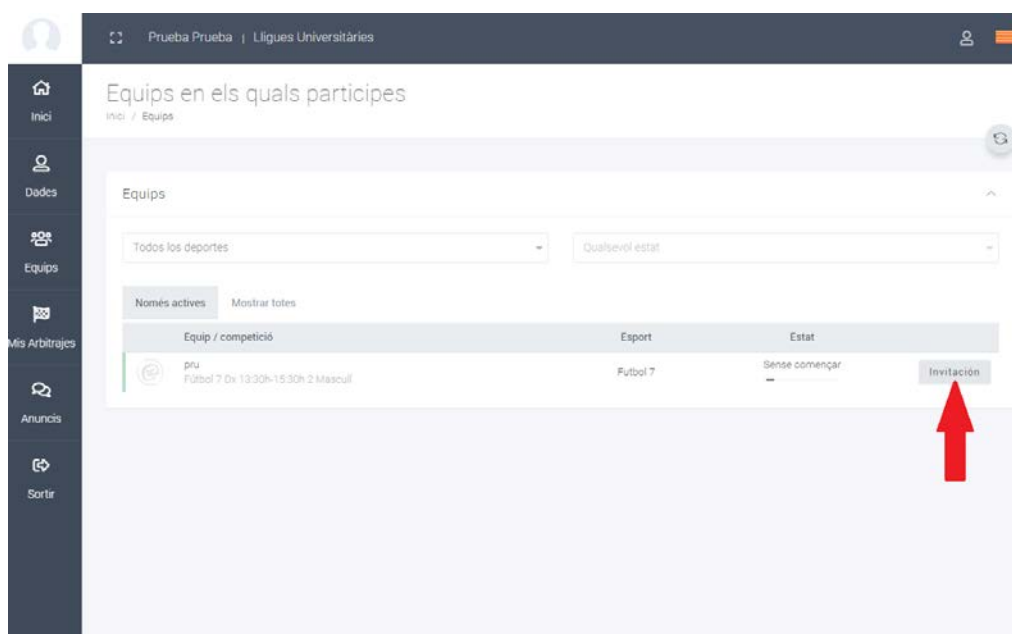 Prueba Prueba | Lligues Universitàries
Inici
Dades
Equips
Mis Arbitrajes
Anuncis
Sortir
Equips en els quals participes
Inici / Equips
Equips
Todos los deportes
Qualsevol estat
Només actives
Mostrar totes
Equip / competició Esport Estat
pru
Fútbol 7 Dx 13:30h-15:30h 2 Masculí
Futbol 7
Sense començar
Invitación